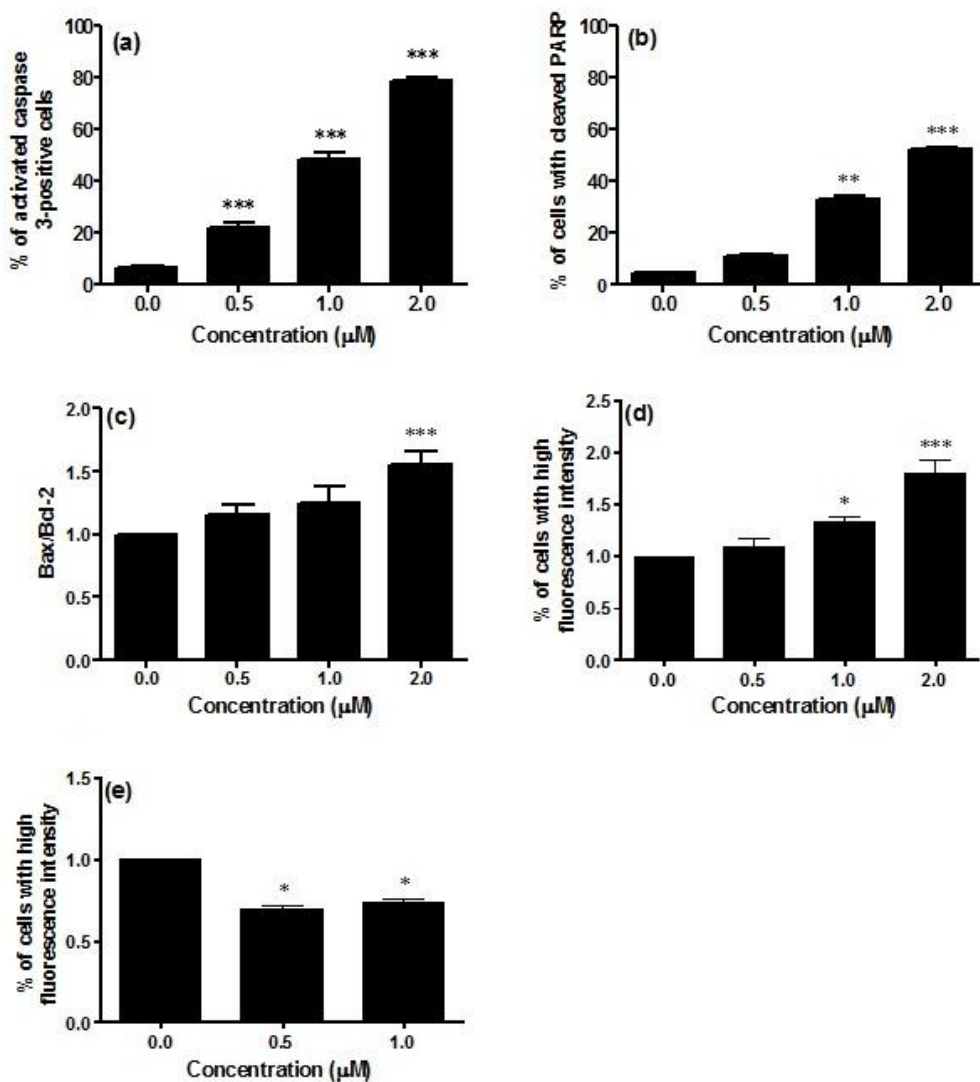 (a)
% of activated caspase
3-positive cells
100
80
60
40
20
0
***
***
***
0.0 0.5 1.0 2.0
Concentration (μM)
(b)
% of cells with cleaved PARP
100
80
60
40
20
0
**
***
0.0 0.5 1.0 2.0
Concentration (μM)
(c)
Bax/Bcl-2
2.0
1.5
1.0
0.5
0.0
***
0.0 0.5 1.0 2.0
Concentration (μM)
(d)
% of cells with high
fluorescence intensity
2.5
2.0
1.5
1.0
0.5
0.0
*
***
0.0 0.5 1.0 2.0
Concentration (μM)
(e)
% of cells with high
fluorescence intensity
1.5
1.0
0.5
0.0
*
*
0.0 0.5 1.0
Concentration (μM)